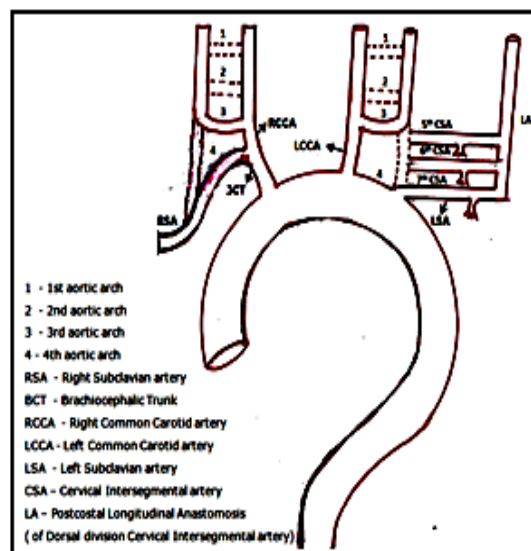 1
1
2
2
3
3
RCCA
LCCA
LA
5th CSA
4
6th CSA
4
7th CSA
3CT
RSA
LSA
1 - 1st aortic arch
2 - 2nd aortic arch
3 - 3rd aortic arch
4 - 4th aortic arch
RSA - Right Subclavian artery
BCT - Brachiocephalic Trunk
RCCA - Right Common Carotid artery
LCCA - Left Common Carotid artery
LSA - Left Subclavian artery
CSA - Cervical Intersegmental artery
LA - Postcostal Longitudinal Anastomosis
( of Dorsal division Cervical Intersegmental artery)